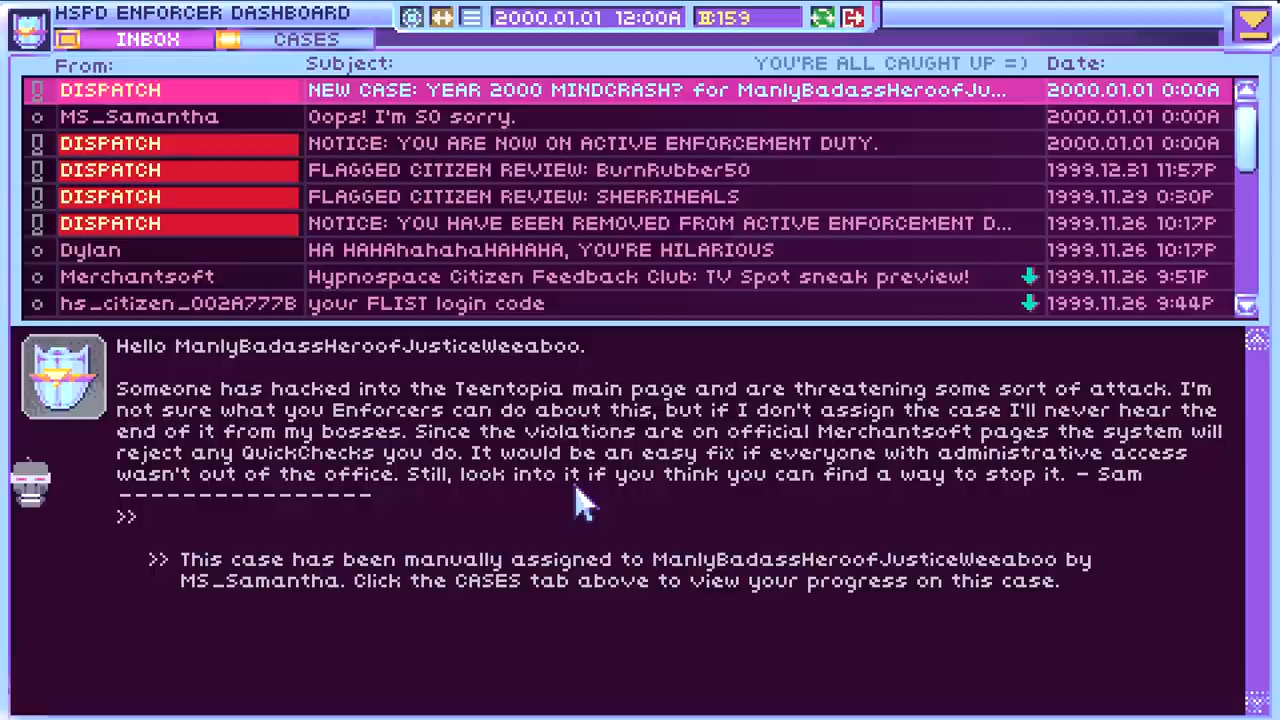 HSPD ENFORCER DASHBOARD
2000.01.01 12:00A
159
INBOX CASES
From: Subject: YOU'RE ALL CAUGHT UP =) Date:
DISPATCH NEW CASE: YEAR 2000 MINDCRASH? for ManlyBadassHeroofJu... 2000.01.01 0:00A
MS_Samantha Oops! I'm SO sorry. 2000.01.01 0:00A
DISPATCH NOTICE: YOU ARE NOW ON ACTIVE ENFORCEMENT DUTY. 2000.01.01 0:00A
DISPATCH FLAGGED CITIZEN REVIEW: BurnRubber50 1999.12.31 11:57P
DISPATCH FLAGGED CITIZEN REVIEW: SHERRIHEALS 1999.11.29 0:30P
DISPATCH NOTICE: YOU HAVE BEEN REMOVED FROM ACTIVE ENFORCEMENT D... 1999.11.26 10:17P
Dylan HA HAHAhahahaHAHAHA, YOU'RE HILARIOUS 1999.11.26 10:17P
Merchantsoft Hypnospace Citizen Feedback Club: TV Spot sneak preview! 1999.11.26 9:51P
hs_citizen_002A777B your FLIST login code 1999.11.26 9:44P
Hello ManlyBadassHeroofJusticeWeeaboo.
Someone has hacked into the Teentopia main page and are threatening some sort of attack. I'm
not sure what you Enforcers can do about this, but if I don't assign the case I'll never hear the
end of it from my bosses. Since the violations are on official Merchantsoft pages the system will
reject any QuickChecks you do. It would be an easy fix if everyone with administrative access
wasn't out of the office. Still, look into it if you think you can find a way to stop it. - Sam
----------------
>>
>> This case has been manually assigned to ManlyBadassHeroofJusticeWeeaboo by
MS_Samantha. Click the CASES tab above to view your progress on this case.